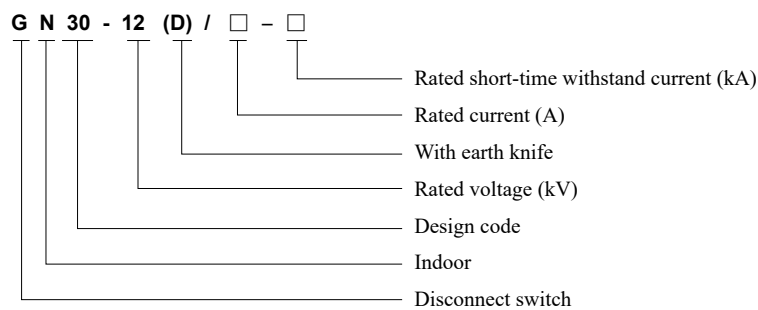 G N 30 - 12 (D) / □ – □
Rated short-time withstand current (kA)
Rated current (A)
With earth knife
Rated voltage (kV)
Design code
Indoor
Disconnect switch